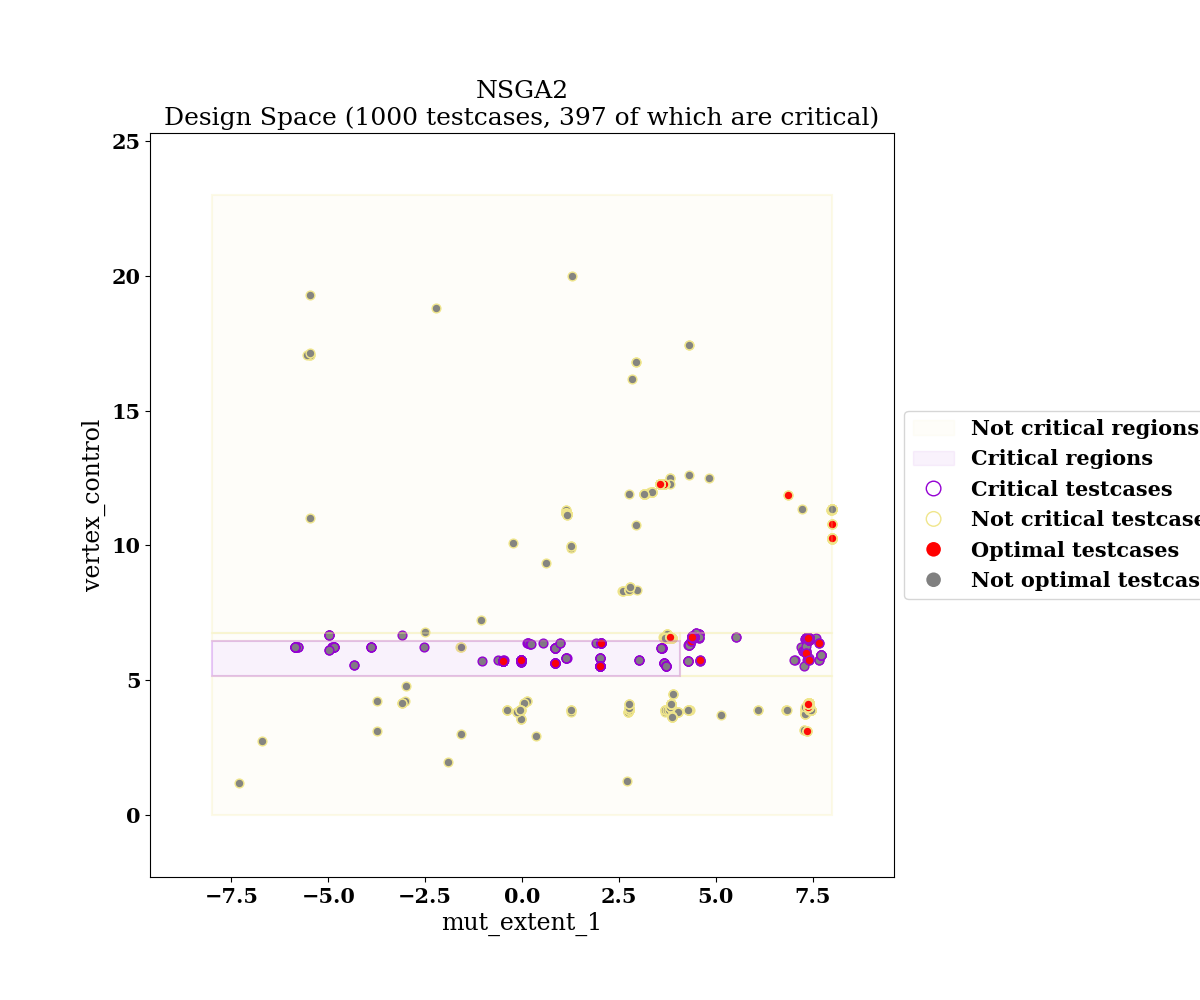 NSGA2
Design Space (1000 testcases, 397 of which are critical)
25
20
15
10
5
0
vertex_control
−7.5 −5.0 −2.5 0.0 2.5 5.0 7.5
mut_extent_1
Not critical regions
Critical regions
Critical testcases
Not critical testcase
Optimal testcases
Not optimal testcas